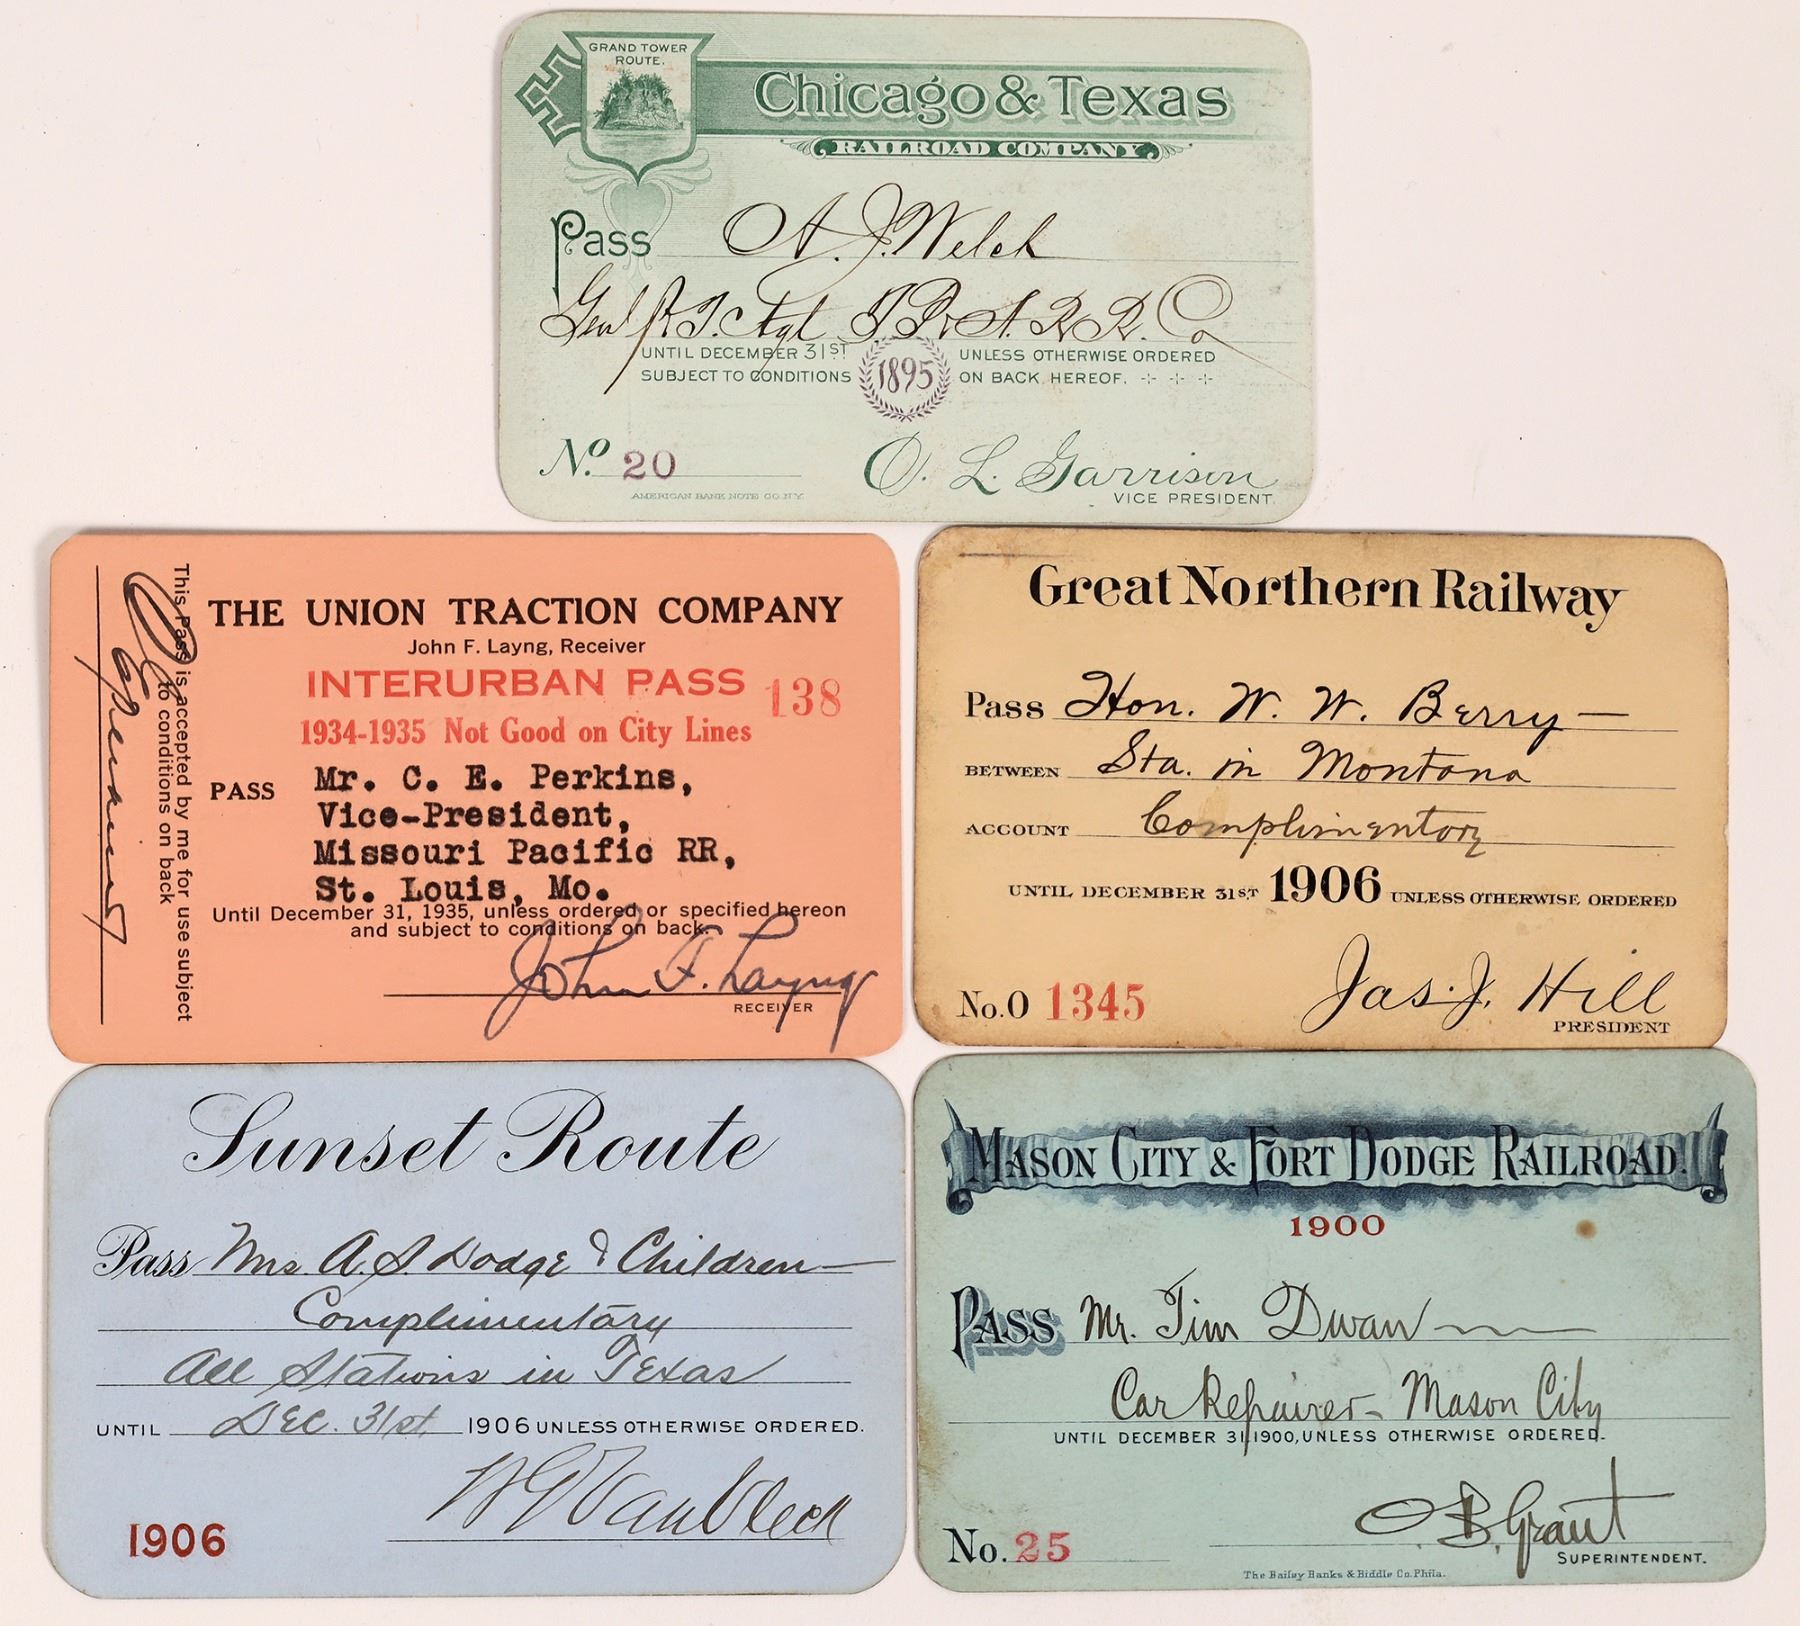 GRAND TOWER
ROUTE.
Chicago & Texas
RAILROAD COMPANY
Pass A. J. Welch
Gen'l Agt R. R. Co
UNTIL DECEMBER 31ST UNLESS OTHERWISE ORDERED
SUBJECT TO CONDITIONS 1895 ON BACK HEREOF.
No. 20
O. L. Garrison
VICE PRESIDENT.
AMERICAN BANK NOTE CO. N.Y.
THE UNION TRACTION COMPANY
John F. Layng, Receiver
INTERURBAN PASS 138
1934-1935 Not Good on City Lines
PASS Mr. C. E. Perkins,
Vice-President,
Missouri Pacific RR,
St. Louis, Mo.
Until December 31, 1935, unless ordered or specified hereon
and subject to conditions on back.
John F. Layng
RECEIVER
This Pass is accepted by me for use subject
to conditions on back
Great Northern Railway
Pass Hon. W. W. Berry —
BETWEEN Sta. in Montana
ACCOUNT Complimentory
UNTIL DECEMBER 31ST 1906 UNLESS OTHERWISE ORDERED
No. O 1345
Jas. J. Hill
PRESIDENT
Sunset Route
Pass Mrs A. S. Dodge & Children —
Complimentary
All Stations in Texas
UNTIL Dec. 31st 1906 UNLESS OTHERWISE ORDERED.
W G Van Vleck
1906
MASON CITY & FORT DODGE RAILROAD.
1900
PASS Mr. Tim Dwan
Car Repairer - Mason City
UNTIL DECEMBER 31, 1900, UNLESS OTHERWISE ORDERED.
O. B. Grant
SUPERINTENDENT.
No. 25
The Bailey Banks & Biddle Co. Phila.